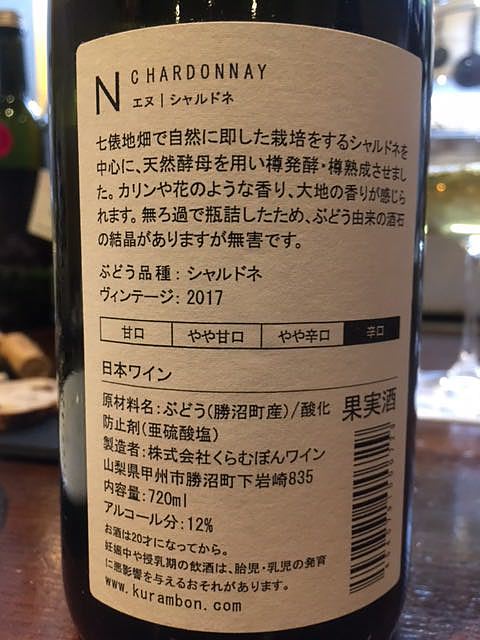 N CHARDONNAY
エヌ|シャルドネ
七俵地畑で自然に即した栽培をするシャルドネを
中心に、天然酵母を用い樽発酵・樽熟成させまし
た。カリンや花のような香り、大地の香りが感じら
れます。無ろ過で瓶詰したため、ぶどう由来の酒石
の結晶がありますが無害です。
ぶどう品種：シャルドネ
ヴィンテージ：2017
甘口 やや甘口 やや辛口 辛口
日本ワイン
原材料名：ぶどう(勝沼町産)/酸化
防止剤(亜硫酸塩)
果実酒
製造者：株式会社くらむぼんワイン
山梨県甲州市勝沼町下岩崎835
内容量：720ml
アルコール分：12%
お酒は20才になってから。
妊娠中や授乳期の飲酒は、胎児・乳児の発育
に悪影響を与えるおそれがあります。
www.kurambon.com